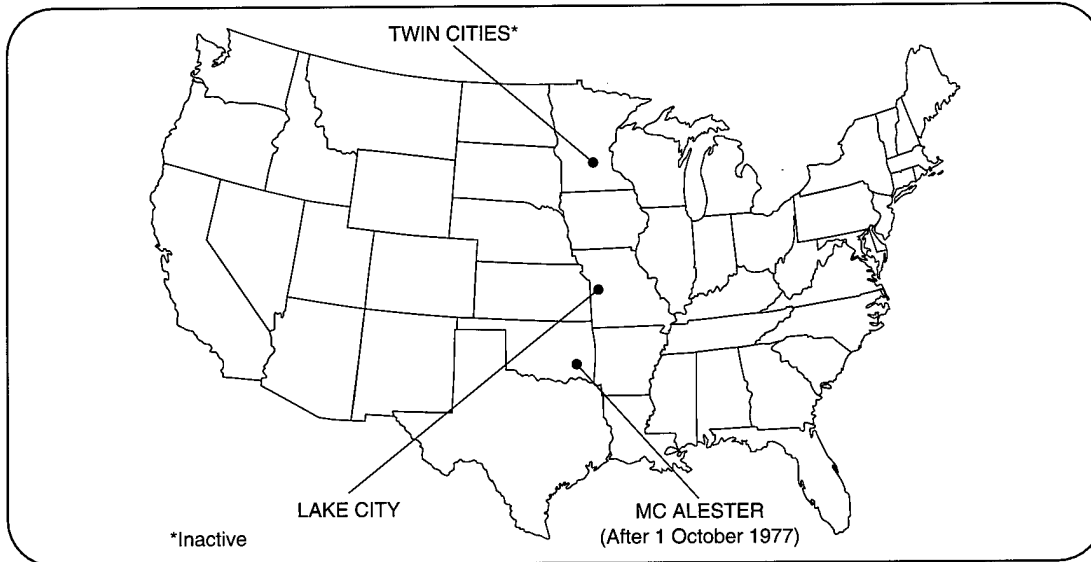 TWIN CITIES*
LAKE CITY
MC ALESTER
(After 1 October 1977)
*Inactive